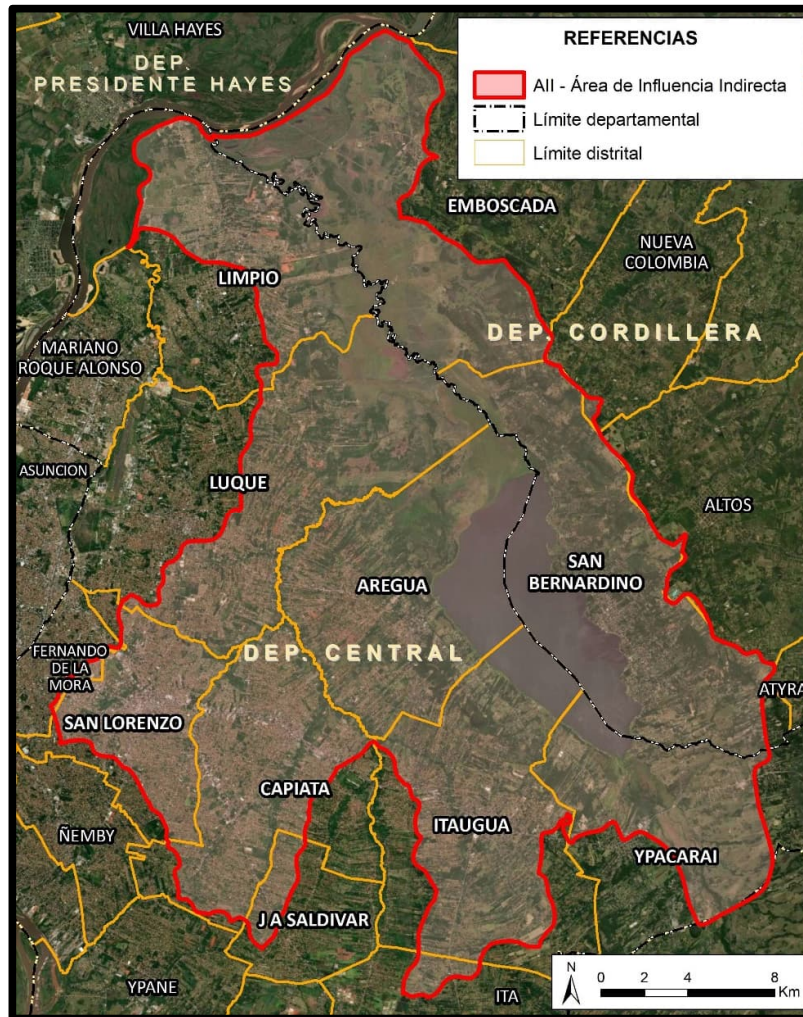 VILLA HAYES
DEP.
PRESIDENTE HAYES
REFERENCIAS
AII - Área de Influencia Indirecta
Límite departamental
Límite distrital
EMBOSCADA
NUEVA
COLOMBIA
LIMPIO
DEP. CORDILLERA
MARIANO
ROQUE ALONSO
ASUNCION
LUQUE
ALTOS
AREGUA
SAN
BERNARDINO
DEP. CENTRAL
FERNANDO
DE LA
MORA
ATYRA
SAN LORENZO
CAPIATA
ITAUGUA
ÑEMBY
YPACARAI
J A SALDIVAR
YPANE
ITA
N
0 2 4 8
Km